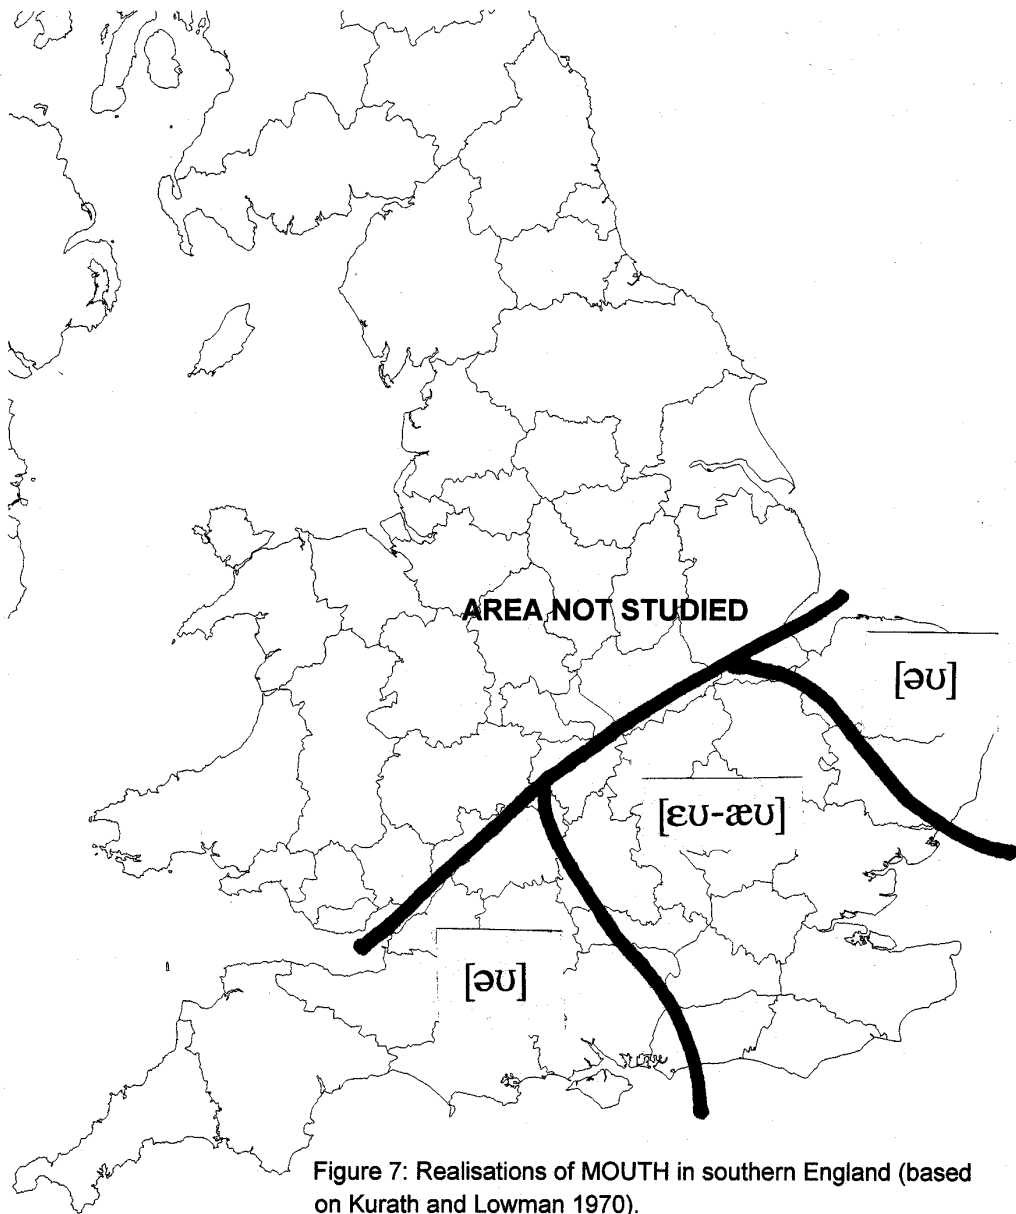 AREA NOT STUDIED
[əʊ]
[ɛʊ-æʊ]
[əʊ]
Figure 7: Realisations of MOUTH in southern England (based
on Kurath and Lowman 1970).